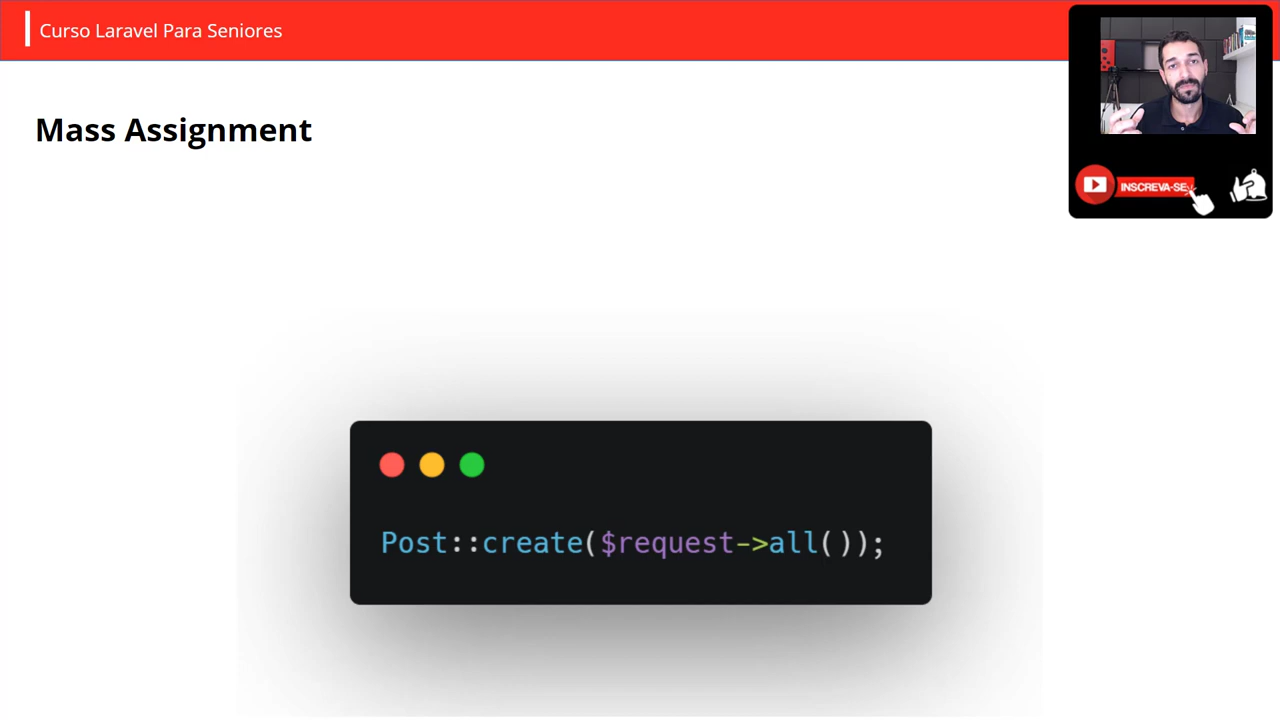 Curso Laravel Para Seniores
INSCREVA-SE
Mass Assignment
Post::create($request->all());